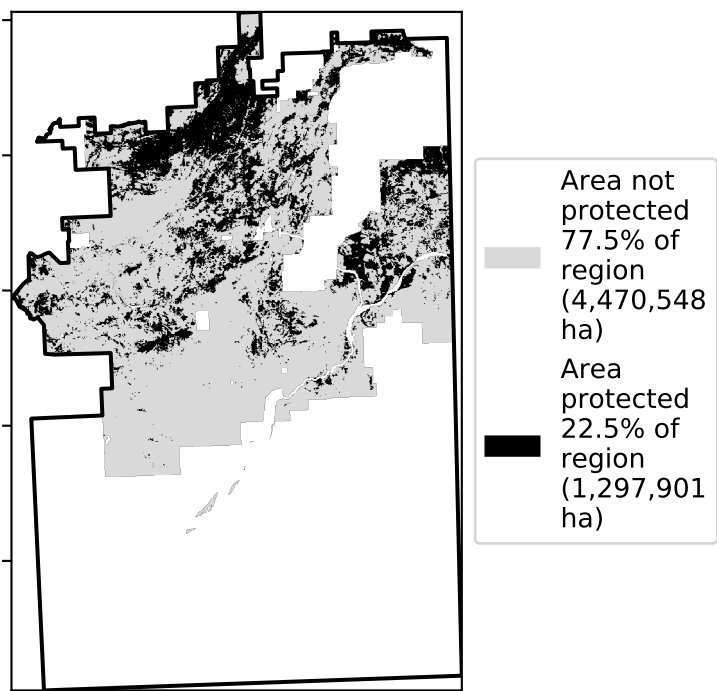 Area not
protected
77.5% of
region
(4,470,548
ha)
Area
protected
22.5% of
region
(1,297,901
ha)